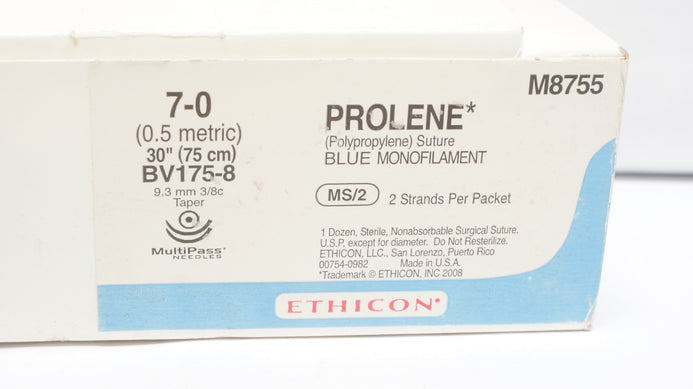 M8755
7-0
(0.5 metric)
30" (75 cm)
BV175-8
9.3 mm 3/8c
Taper
MultiPass*
NEEDLES
PROLENE*
(Polypropylene) Suture
BLUE MONOFILAMENT
MS/2 2 Strands Per Packet
1 Dozen, Sterile, Nonabsorbable Surgical Suture.
U.S.P. except for diameter. Do Not Resterilize.
ETHICON, LLC., San Lorenzo, Puerto Rico
00754-0982 Made in U.S.A.
*Trademark © ETHICON, INC 2008
ETHICON*